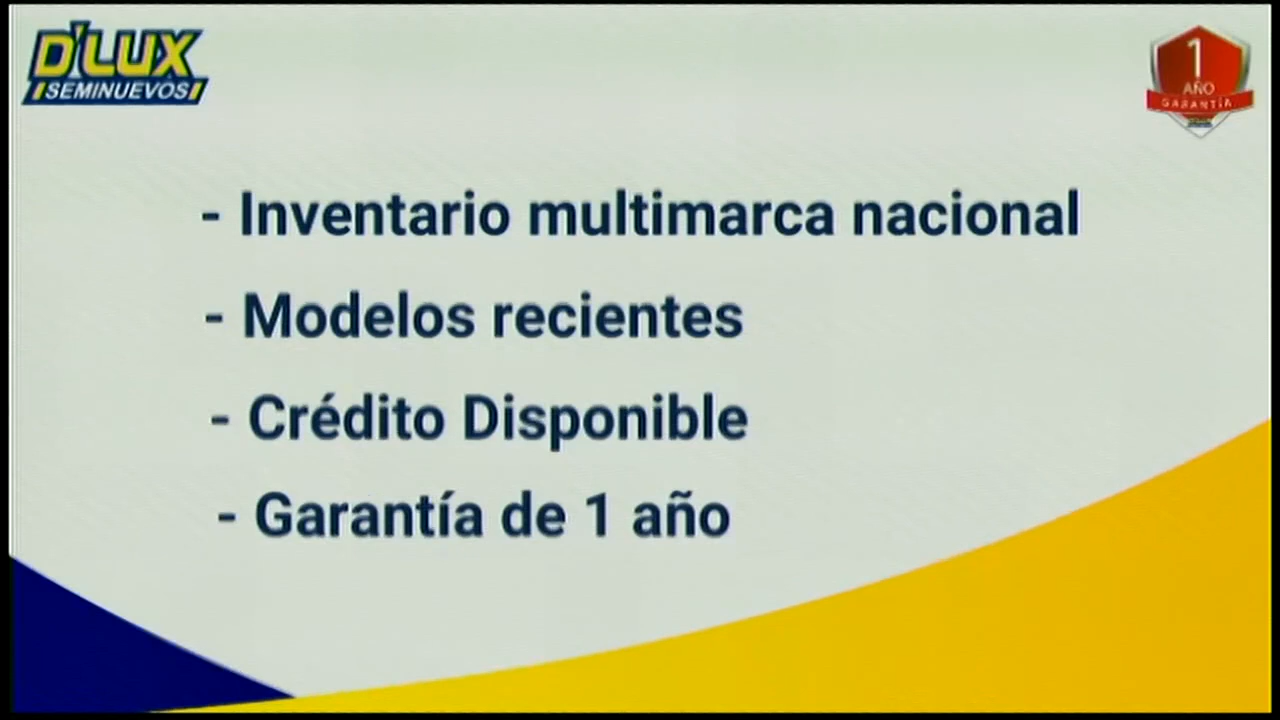 D'LUX
SEMINUEVOS
1
AÑO
GARANTÍA
- Inventario multimarca nacional
- Modelos recientes
- Crédito Disponible
- Garantía de 1 año